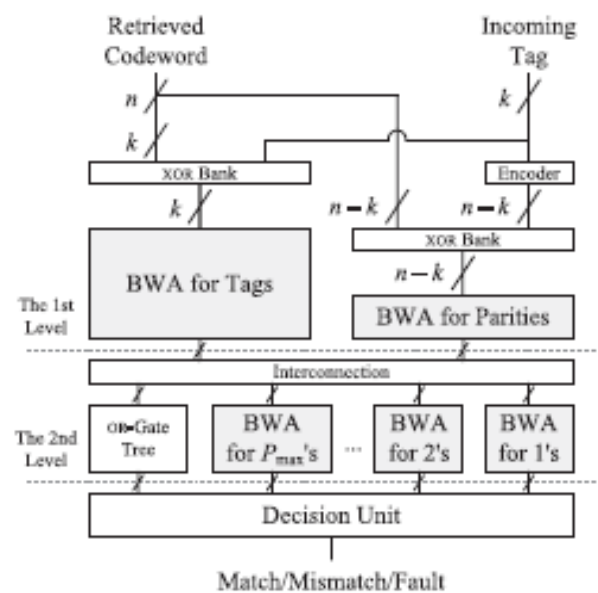 Retrieved
Codeword
Incoming
Tag
n
k
k
XOR Bank
Encoder
k
n-k
n-k
XOR Bank
BWA for Tags
n-k
The 1st
Level
BWA for Parities
Interconnection
The 2nd
Level
OR-Gate
Tree
BWA
for Pmax's
...
BWA
for 2's
BWA
for 1's
Decision Unit
Match/Mismatch/Fault